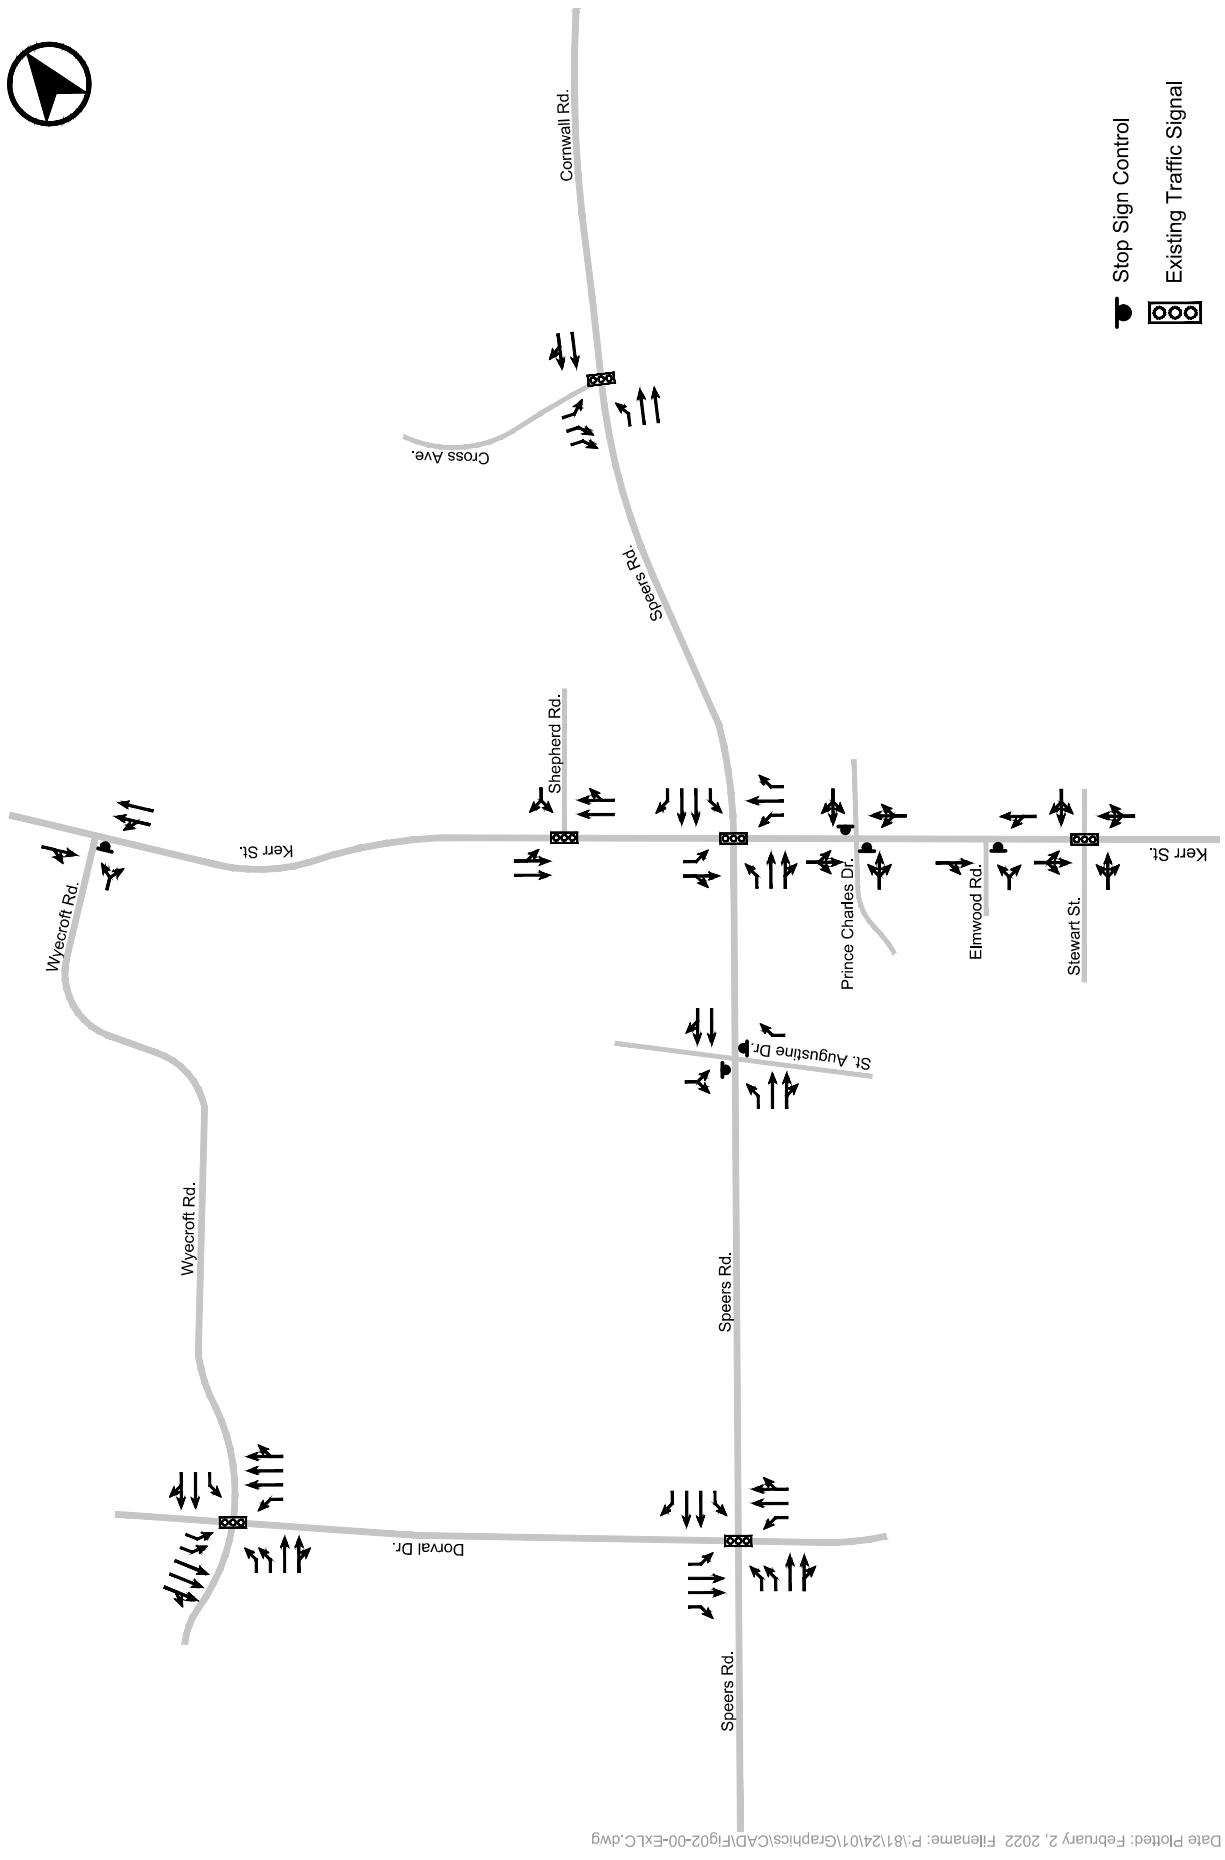 Cornwall Rd.
Stop Sign Control
Existing Traffic Signal
Cross Ave.
Speers Rd.
Shepherd Rd.
Kerr St.
Kerr St.
Wyecroft Rd.
Prince Charles Dr.
Elmwood Rd.
Stewart St.
St. Augustine Dr.
Wyecroft Rd.
Speers Rd.
Dorval Dr.
Speers Rd.
Date Plotted: February 2, 2022 Filename: P:\81\24\01\Graphics\CAD\Fig02-00-ExLC.dwg